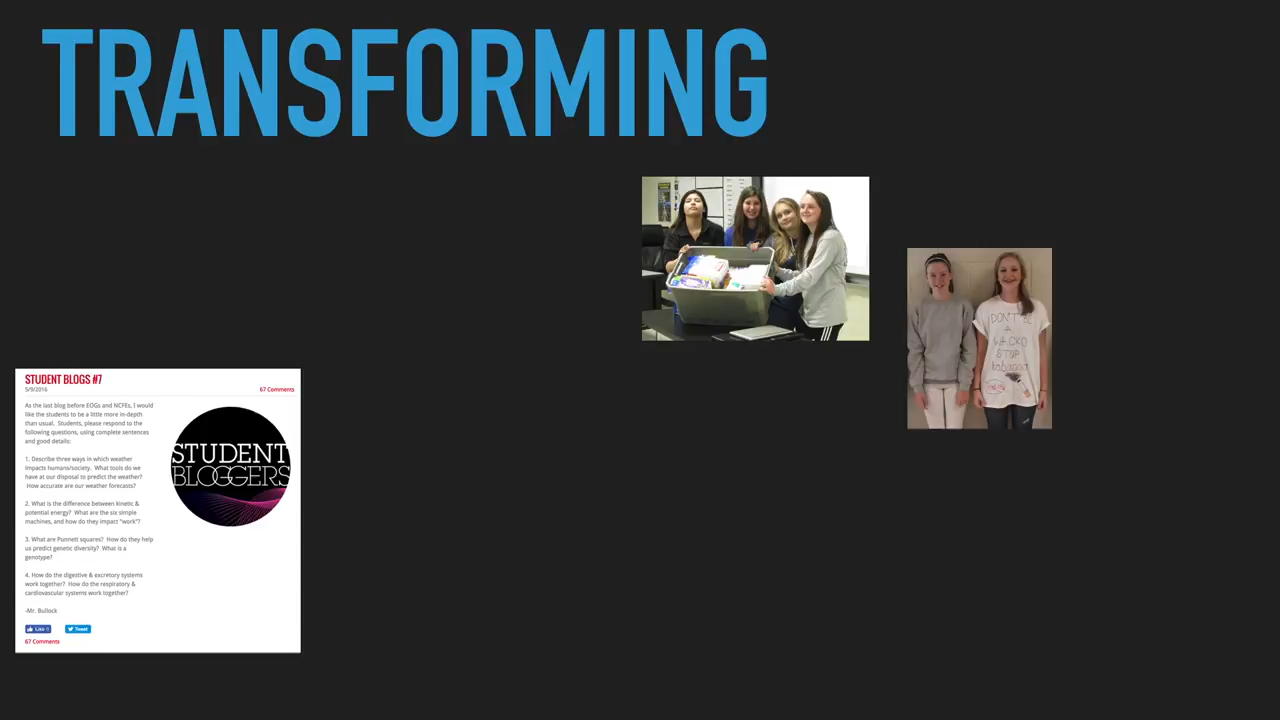 TRANSFORMING
I DON'T BE
A
STOP
STUDENT BLOGS #7
5/9/2016
67 Comments
As the last blog before EOGs and NCFEs, I would
like the students to be a little more in-depth
than usual.  Students, please respond to the
following questions, using complete sentences
and good details:
1. Describe three ways in which weather
impacts humans/society.  What tools do we
have at our disposal to predict the weather?
How accurate are our weather forecasts?
2. What is the difference between kinetic &
potential energy?  What are the six simple
machines, and how do they impact "work"?
3. What are Punnett squares?  How do they help
us predict genetic diversity?  What is a
genotype?
4. How do the digestive & excretory systems
work together?  How do the respiratory &
cardiovascular systems work together?
-Mr. Bullock
STUDENT
BLOGGERS
Like 0
Tweet
67 Comments